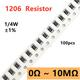 1206 Resistor
1/4W
±1%
100pcs
0Ω - 10MΩ